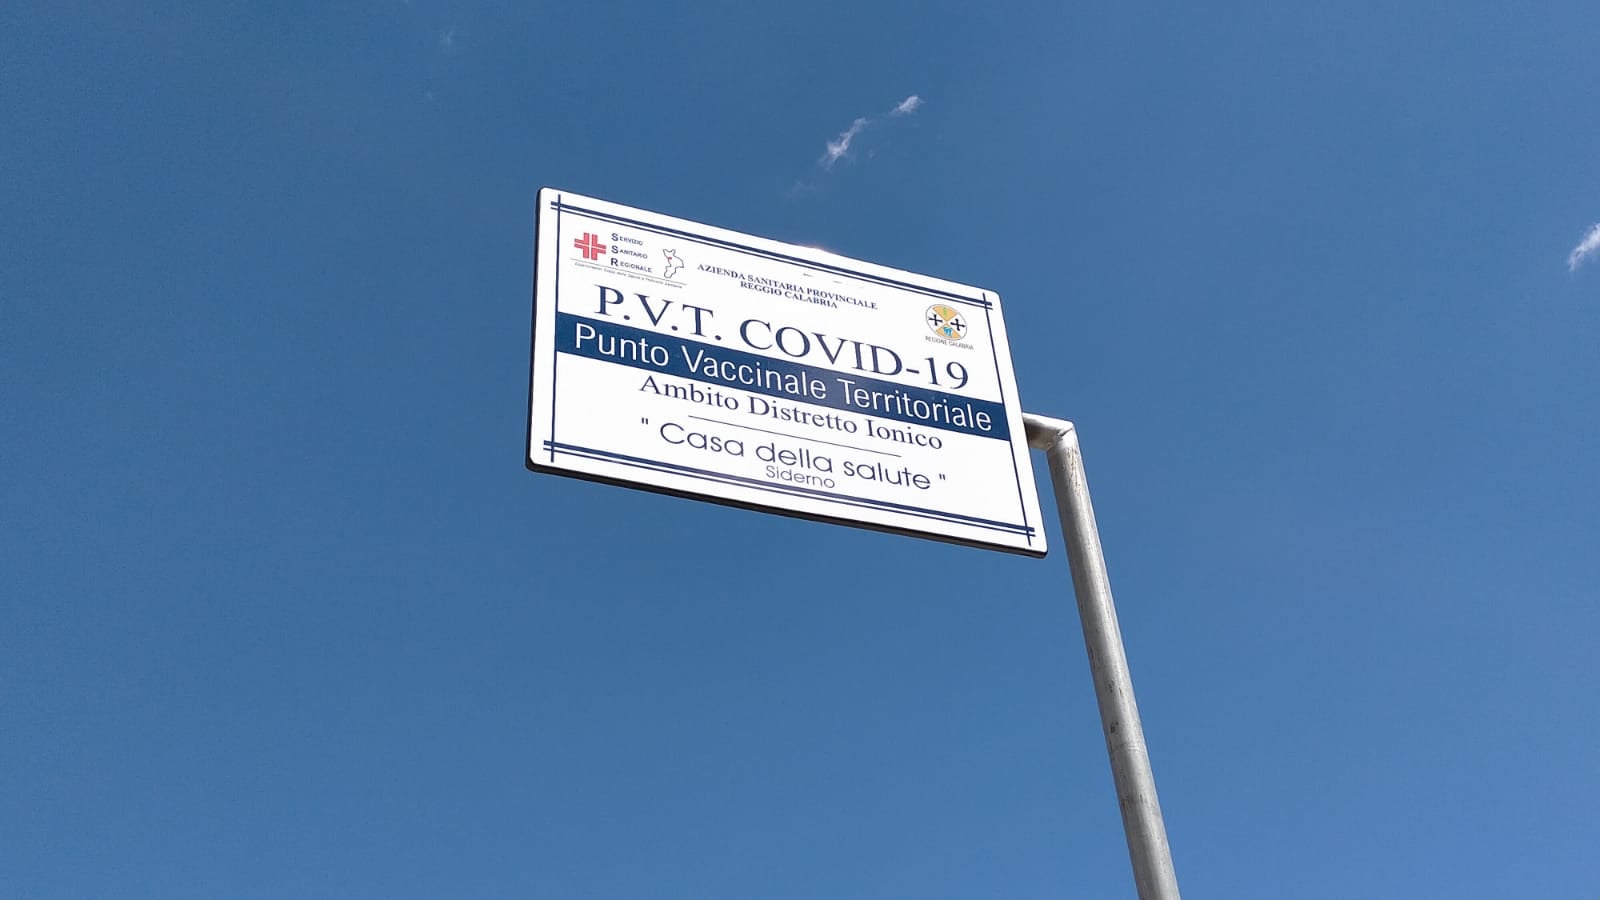 SERVIZIO
SANITARIO
REGIONALE
AZIENDA SANITARIA PROVINCIALE
REGGIO CALABRIA
REGIONE CALABRIA
P.V.T. COVID-19
Punto Vaccinale Territoriale
Ambito Distretto Ionico
" Casa della salute "
Siderno